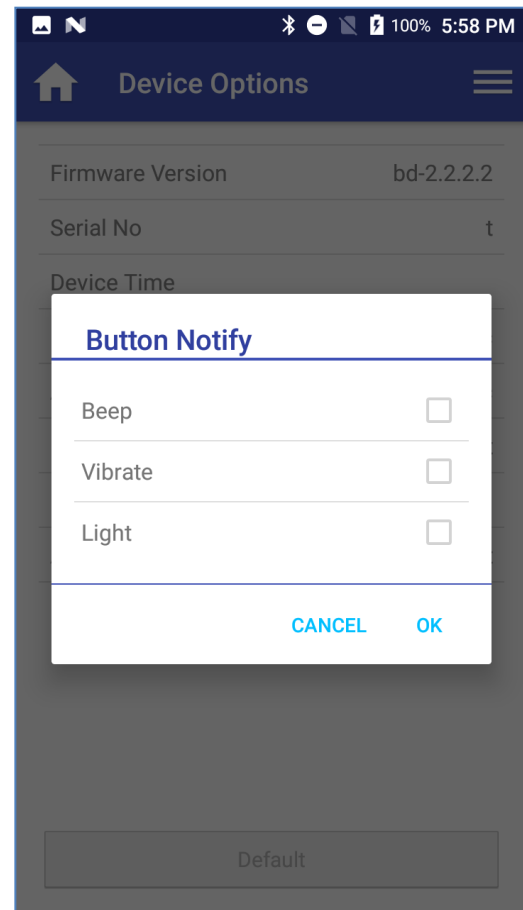 100% 5:58 PM
Device Options
Firmware Version bd-2.2.2.2
Serial No t
Device Time
Button Notify
Beep
Vibrate
Light
CANCEL OK
Default